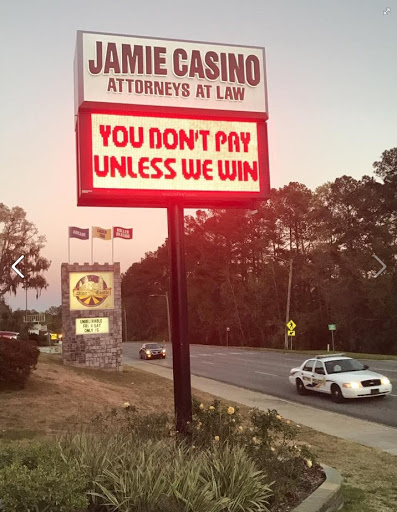 JAMIE CASINO
ATTORNEYS AT LAW
YOU DON'T PAY
UNLESS WE WIN